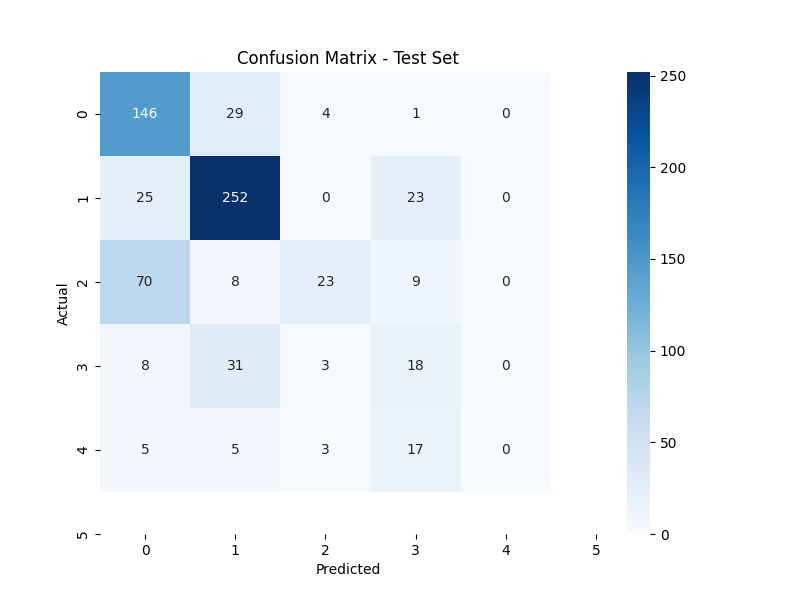 Confusion Matrix - Test Set
0 146 29 4 1 0
1 25 252 0 23 0
2 70 8 23 9 0
3 8 31 3 18 0
4 5 5 3 17 0
5
Actual
0 1 2 3 4 5
Predicted
250
200
150
100
50
0